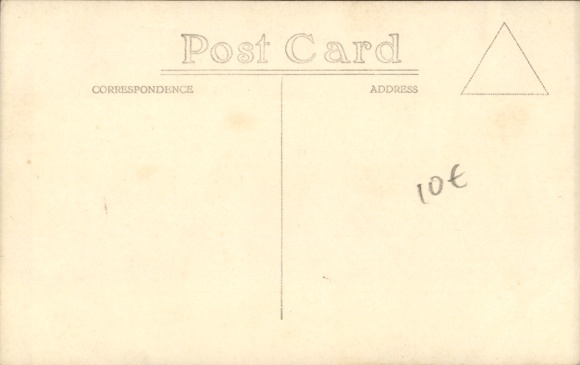 Post Card
CORRESPONDENCE
ADDRESS
10€